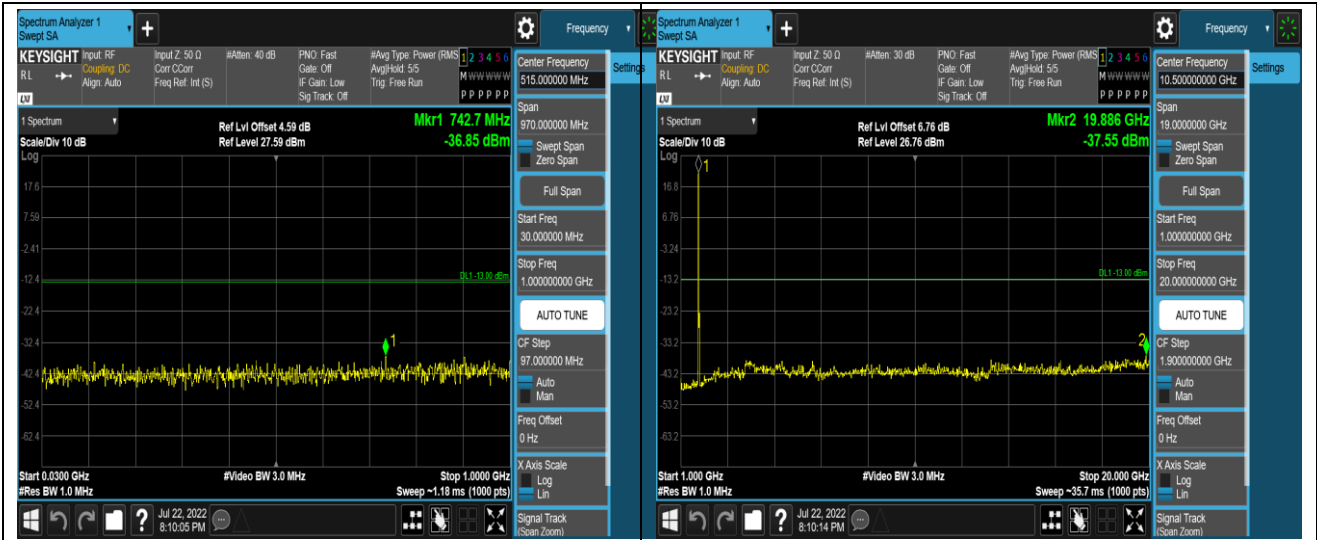 Spectrum Analyzer 1
Swept SA
+
Frequency
KEYSIGHT
RL
LXI
Input: RF
Coupling: DC
Align: Auto
Input Z: 50 Ω
Corr CCorr
Freq Ref: Int (S)
#Atten: 40 dB
PNO: Fast
Gate: Off
IF Gain: Low
Sig Track: Off
#Avg Type: Power (RMS
Avg|Hold: 5/5
Trig: Free Run
1 2 3 4 5 6
M W W W W W
P P P P P P
Center Frequency
515.000000 MHz
Settings
1 Spectrum
Scale/Div 10 dB
Ref Lvl Offset 4.59 dB
Ref Level 27.59 dBm
Mkr1 742.7 MHz
-36.85 dBm
Span
970.000000 MHz
Swept Span
Zero Span
Full Span
Start Freq
30.000000 MHz
Stop Freq
1.000000000 GHz
AUTO TUNE
CF Step
97.000000 MHz
Auto
Man
Freq Offset
0 Hz
X Axis Scale
Log
Lin
Signal Track
(Span Zoom)
Log
17.6
7.59
-2.41
-12.4
-22.4
-32.4
-42.4
-52.4
-62.4
DL1 -13.00 dBm
1
Start 0.0300 GHz
#Res BW 1.0 MHz
#Video BW 3.0 MHz
Stop 1.0000 GHz
Sweep ~1.18 ms (1000 pts)
?
Jul 22, 2022
8:10:05 PM
Spectrum Analyzer 1
Swept SA
+
Frequency
KEYSIGHT
RL
LXI
Input: RF
Coupling: DC
Align: Auto
Input Z: 50 Ω
Corr CCorr
Freq Ref: Int (S)
#Atten: 30 dB
PNO: Fast
Gate: Off
IF Gain: Low
Sig Track: Off
#Avg Type: Power (RMS
Avg|Hold: 5/5
Trig: Free Run
1 2 3 4 5 6
M W W W W W
P P P P P P
Center Frequency
10.500000000 GHz
Settings
1 Spectrum
Scale/Div 10 dB
Ref Lvl Offset 6.76 dB
Ref Level 26.76 dBm
Mkr2 19.886 GHz
-37.55 dBm
Span
19.0000000 GHz
Swept Span
Zero Span
Full Span
Start Freq
1.000000000 GHz
Stop Freq
20.000000000 GHz
AUTO TUNE
CF Step
1.900000000 GHz
Auto
Man
Freq Offset
0 Hz
X Axis Scale
Log
Lin
Signal Track
(Span Zoom)
Log
16.8
6.76
-3.24
-13.2
-23.2
-33.2
-43.2
-53.2
-63.2
1
DL1 -13.00 dBm
2
Start 1.000 GHz
#Res BW 1.0 MHz
#Video BW 3.0 MHz
Stop 20.000 GHz
Sweep ~35.7 ms (1000 pts)
?
Jul 22, 2022
8:10:14 PM